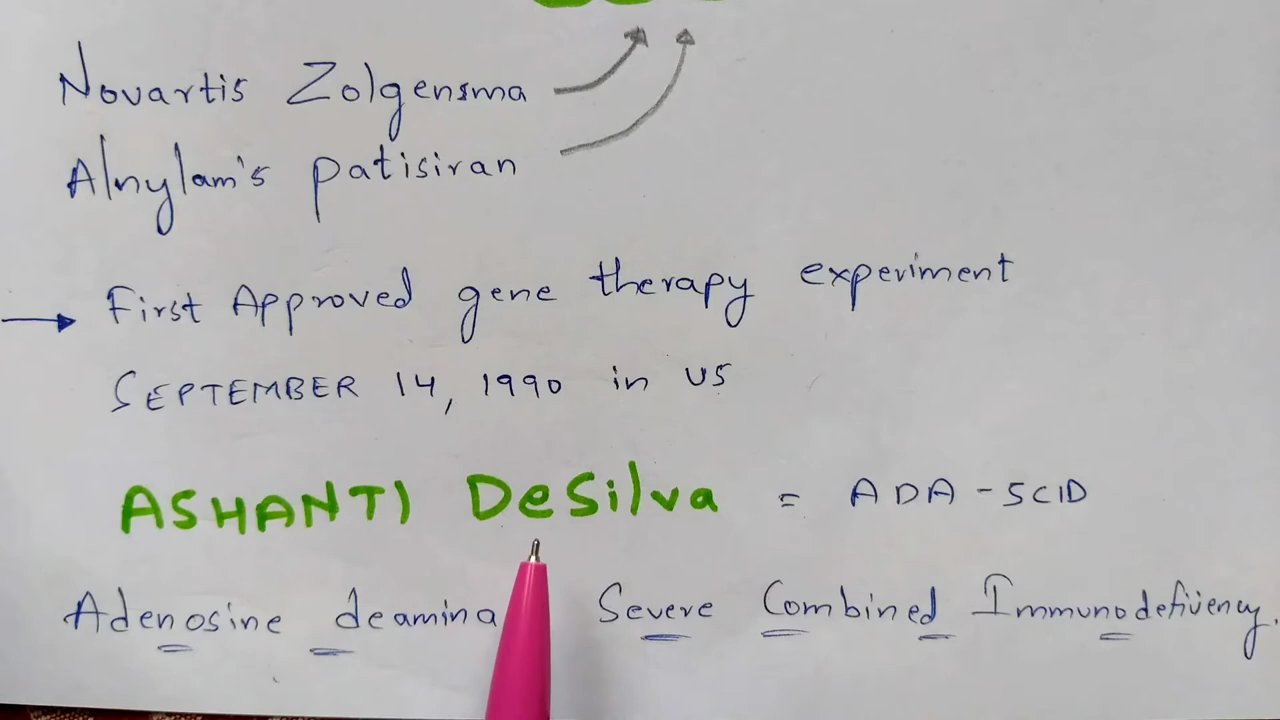 Novartis Zolgensma
Alnylam's patisiran
First Approved gene therapy experiment
SEPTEMBER 14, 1990 in US
ASHANTI DeSilva = ADA-SCID
Adenosine deamina Severe Combined Immunodefiuency.